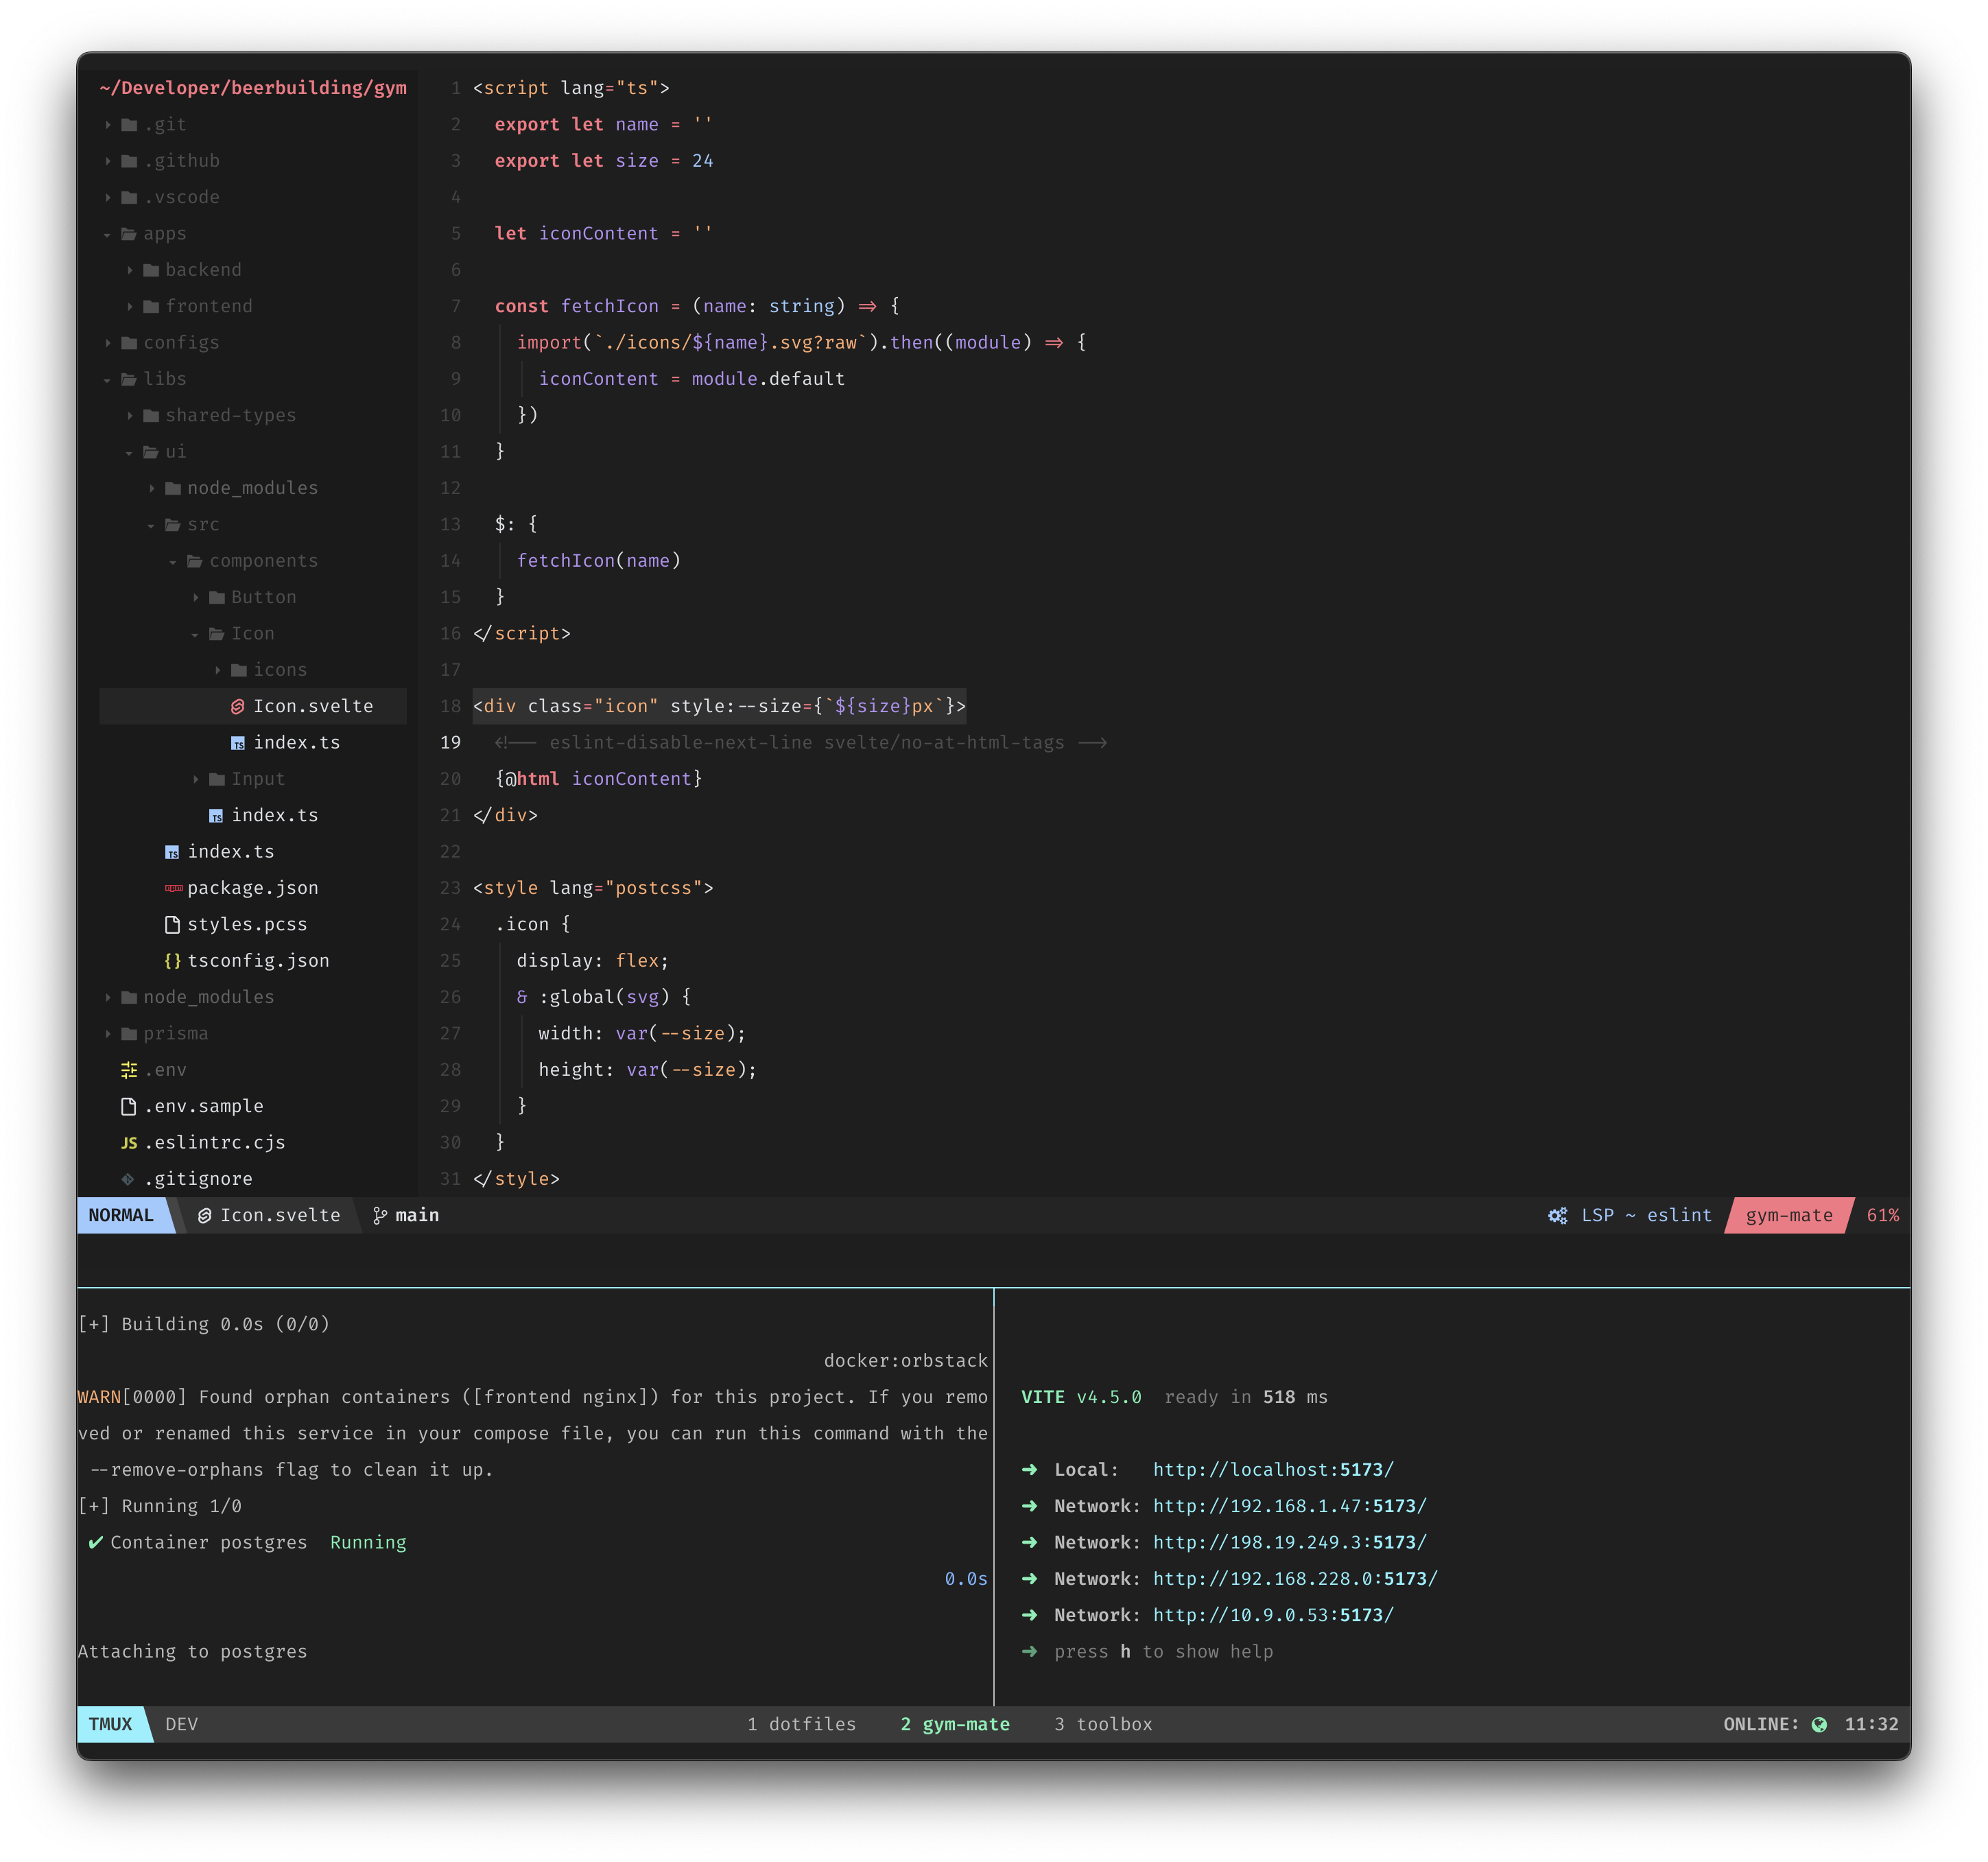 ~/Developer/beerbuilding/gym
.git
.github
.vscode
apps
backend
frontend
configs
libs
shared-types
ui
node_modules
src
components
Button
Icon
icons
Icon.svelte
TS index.ts
Input
TS index.ts
TS index.ts
npm package.json
styles.pcss
{} tsconfig.json
node_modules
prisma
.env
.env.sample
JS .eslintrc.cjs
.gitignore
1 <script lang="ts">
2   export let name = ''
3   export let size = 24
4
5   let iconContent = ''
6
7   const fetchIcon = (name: string) => {
8     import(`./icons/${name}.svg?raw`).then((module) => {
9       iconContent = module.default
10     })
11   }
12
13   $: {
14     fetchIcon(name)
15   }
16 </script>
17
18 <div class="icon" style:--size={`${size}px`}>
19   <!-- eslint-disable-next-line svelte/no-at-html-tags -->
20   {@html iconContent}
21 </div>
22
23 <style lang="postcss">
24   .icon {
25     display: flex;
26     & :global(svg) {
27       width: var(--size);
28       height: var(--size);
29     }
30   }
31 </style>
NORMAL Icon.svelte main LSP ~ eslint gym-mate 61%
[+] Building 0.0s (0/0)
docker:orbstack
WARN[0000] Found orphan containers ([frontend nginx]) for this project. If you remo
ved or renamed this service in your compose file, you can run this command with the
 --remove-orphans flag to clean it up.
[+] Running 1/0
✔ Container postgres  Running
0.0s
Attaching to postgres
VITE v4.5.0  ready in 518 ms
➜  Local:   http://localhost:5173/
➜  Network: http://192.168.1.47:5173/
➜  Network: http://198.19.249.3:5173/
➜  Network: http://192.168.228.0:5173/
➜  Network: http://10.9.0.53:5173/
➜  press h to show help
TMUX DEV 1 dotfiles 2 gym-mate 3 toolbox ONLINE: 11:32